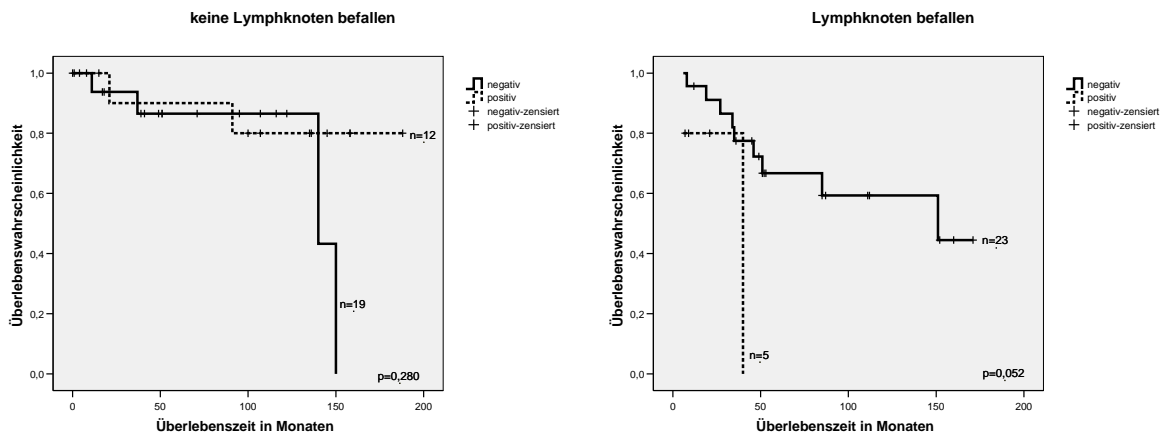 keine Lymphknoten befallen
Überlebenswahrscheinlichkeit
1,0
0,8
0,6
0,4
0,2
0,0
n=12
n=19
p=0,280
0
50
100
150
200
Überlebenszeit in Monaten
negativ
positiv
negativ-zensiert
positiv-zensiert
Lymphknoten befallen
Überlebenswahrscheinlichkeit
1,0
0,8
0,6
0,4
0,2
0,0
n=23
n=5
p=0,052
0
50
100
150
200
Überlebenszeit in Monaten
negativ
positiv
negativ-zensiert
positiv-zensiert